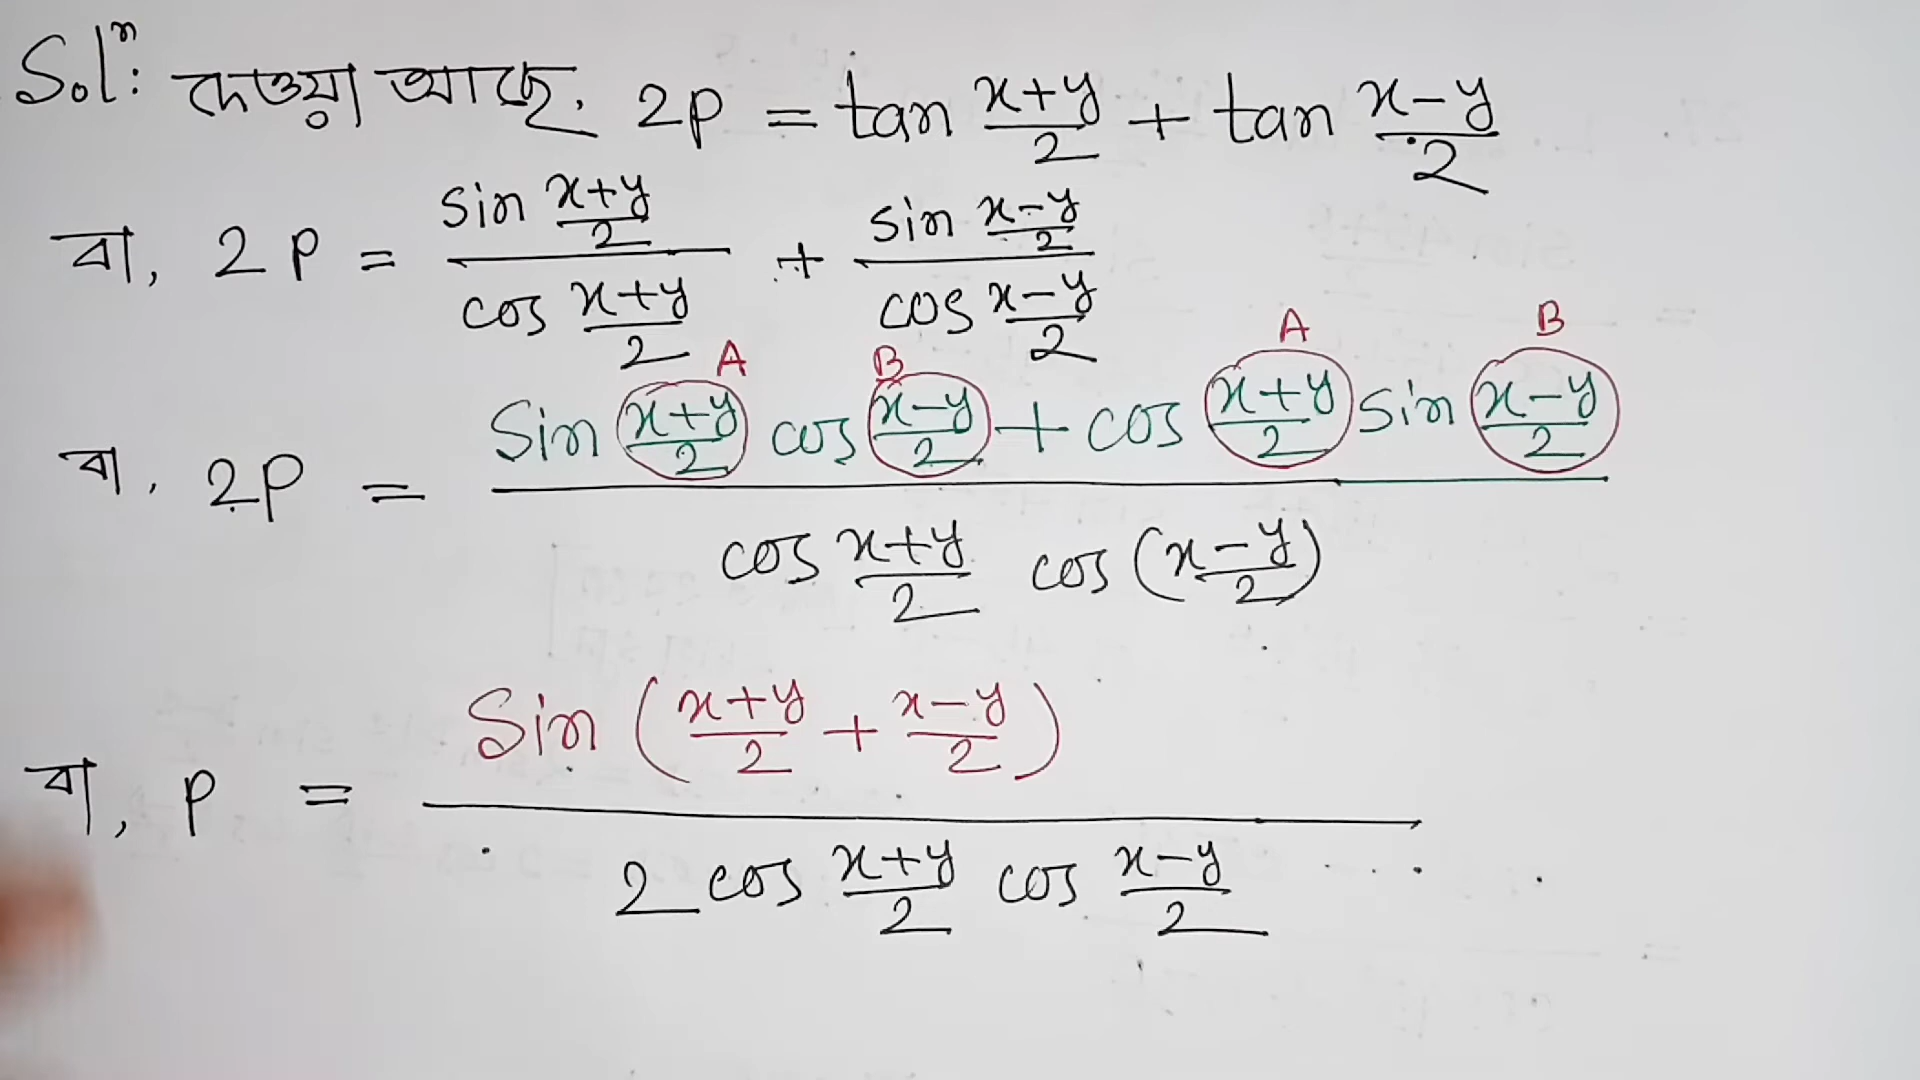 Solⁿ: দেওয়া আছে, 2p = tan (x+y)/2 + tan (x-y)/2
বা, 2p = (sin (x+y)/2)/(cos (x+y)/2) + (sin (x-y)/2)/(cos (x-y)/2)
A B A B
বা, 2p = (sin (x+y)/2 cos (x-y)/2 + cos (x+y)/2 sin (x-y)/2)/(cos (x+y)/2 cos ((x-y)/2))
বা, p = (sin ((x+y)/2 + (x-y)/2))/(2 cos (x+y)/2 cos (x-y)/2)